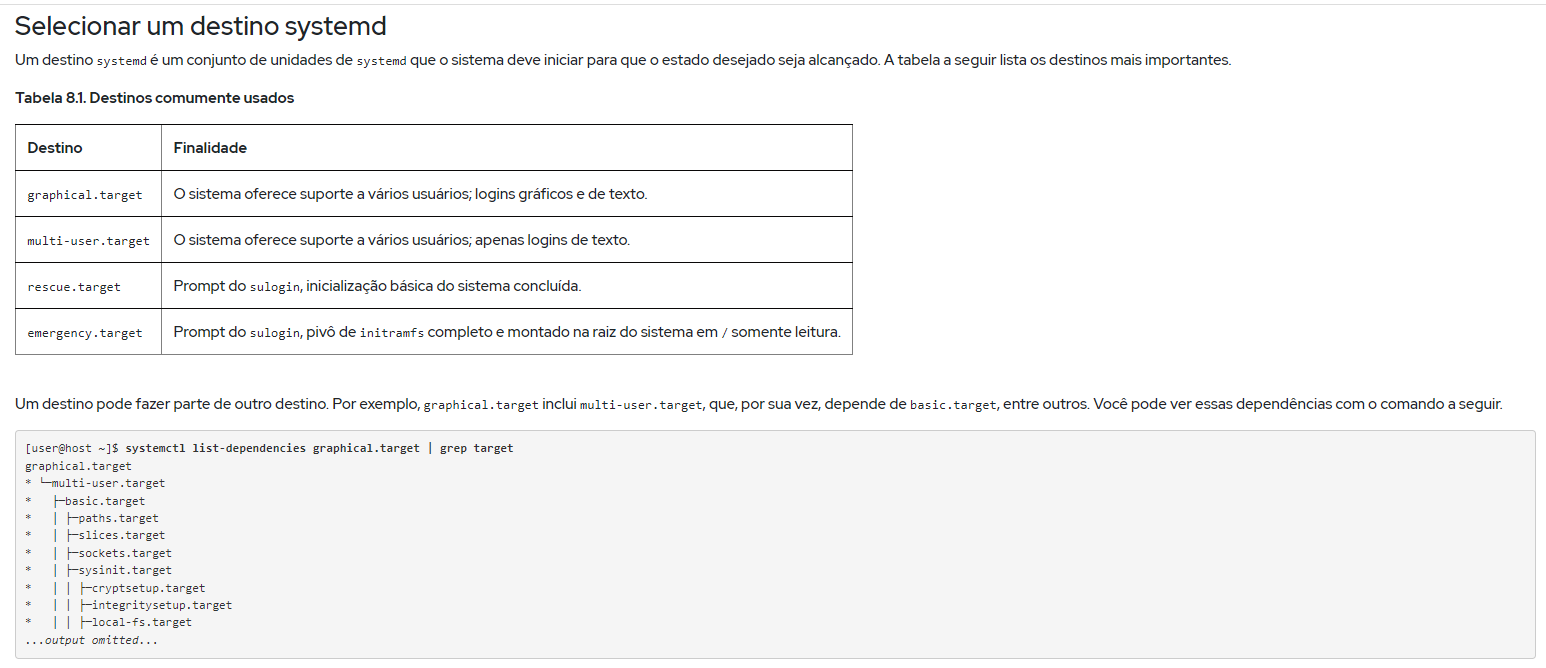 Selecionar um destino systemd
Um destino systemd é um conjunto de unidades de systemd que o sistema deve iniciar para que o estado desejado seja alcançado. A tabela a seguir lista os destinos mais importantes.
Tabela 8.1. Destinos comumente usados
Destino Finalidade
graphical.target O sistema oferece suporte a vários usuários; logins gráficos e de texto.
multi-user.target O sistema oferece suporte a vários usuários; apenas logins de texto.
rescue.target Prompt do sulogin, inicialização básica do sistema concluída.
emergency.target Prompt do sulogin, pivô de initramfs completo e montado na raiz do sistema em / somente leitura.
Um destino pode fazer parte de outro destino. Por exemplo, graphical.target inclui multi-user.target, que, por sua vez, depende de basic.target, entre outros. Você pode ver essas dependências com o comando a seguir.
[user@host ~]$ systemctl list-dependencies graphical.target | grep target
graphical.target
* └─multi-user.target
*   ├─basic.target
*   │ ├─paths.target
*   │ ├─slices.target
*   │ ├─sockets.target
*   │ ├─sysinit.target
*   │ │ ├─cryptsetup.target
*   │ │ ├─integritysetup.target
*   │ │ ├─local-fs.target
...output omitted...